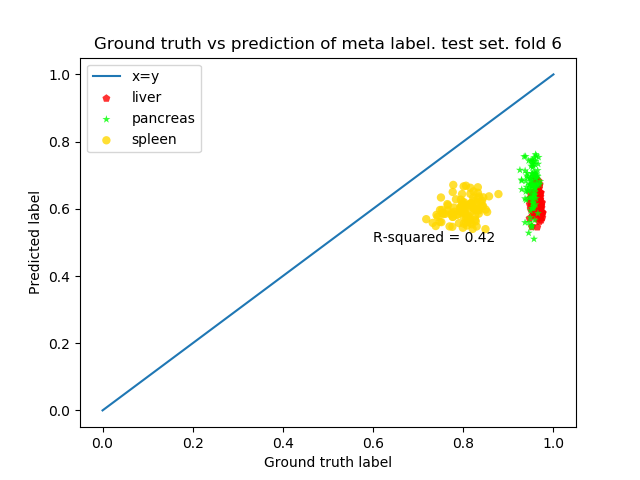 Ground truth vs prediction of meta label. test set. fold 6
x=y
liver
pancreas
spleen
R-squared = 0.42
Predicted label
1.0
0.8
0.6
0.4
0.2
0.0
0.0 0.2 0.4 0.6 0.8 1.0
Ground truth label